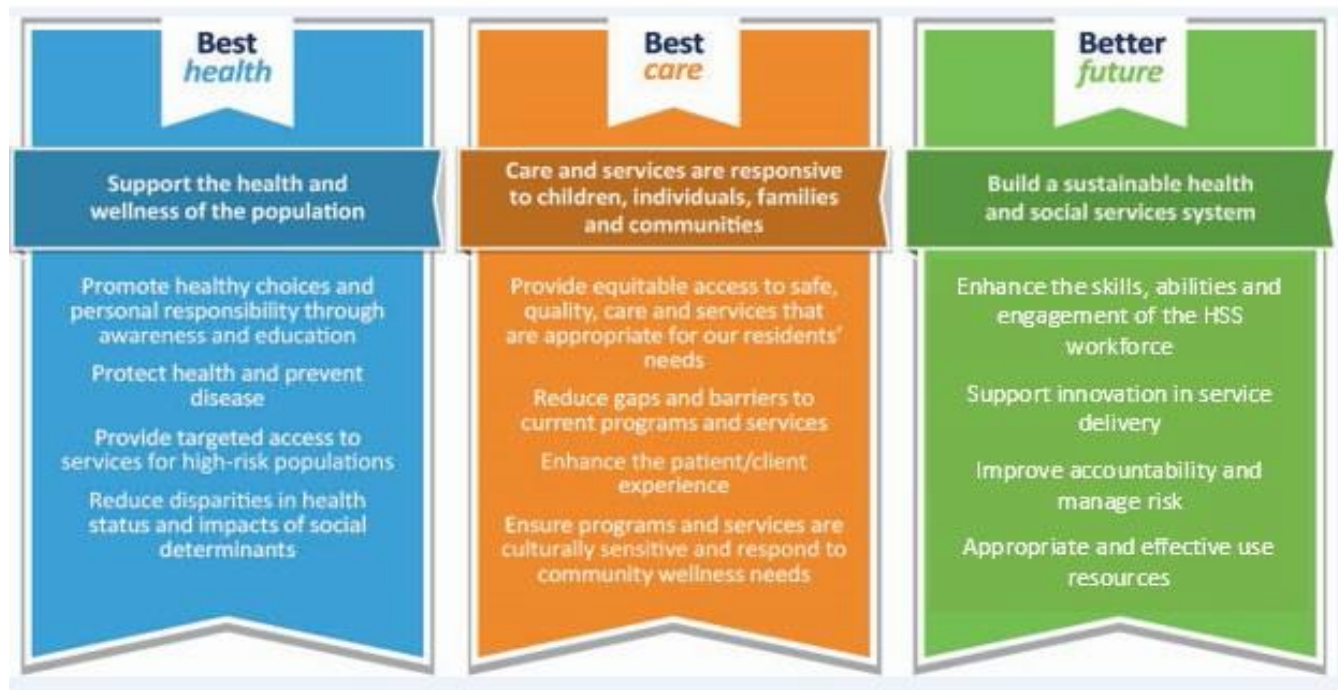 Best
health
Support the health and
wellness of the population
Promote healthy choices and
personal responsibility through
awareness and education
Protect health and prevent
disease
Provide targeted access to
services for high-risk populations
Reduce disparities in health
status and impacts of social
determinants
Best
care
Care and services are responsive
to children, individuals, families
and communities
Provide equitable access to safe,
quality, care and services that
are appropriate for our residents'
needs
Reduce gaps and barriers to
current programs and services
Enhance the patient/client
experience
Ensure programs and services are
culturally sensitive and respond to
community wellness needs
Better
future
Build a sustainable health
and social services system
Enhance the skills, abilities and
engagement of the HSS
workforce
Support innovation in service
delivery
Improve accountability and
manage risk
Appropriate and effective use
resources